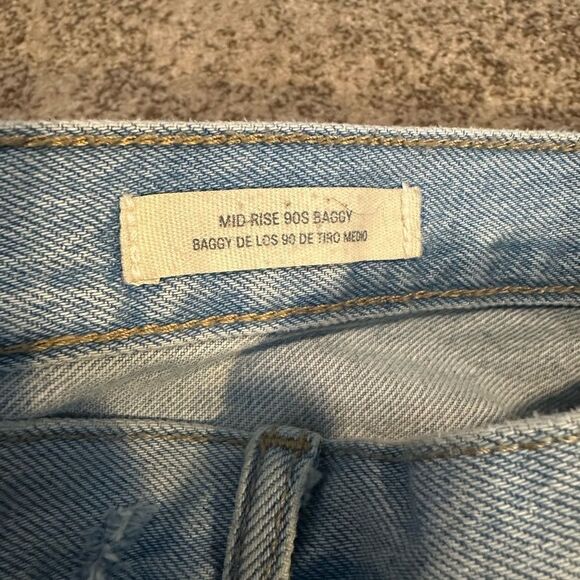 MID-RISE 90S BAGGY
BAGGY DE LOS 90 DE TIRO MEDIO